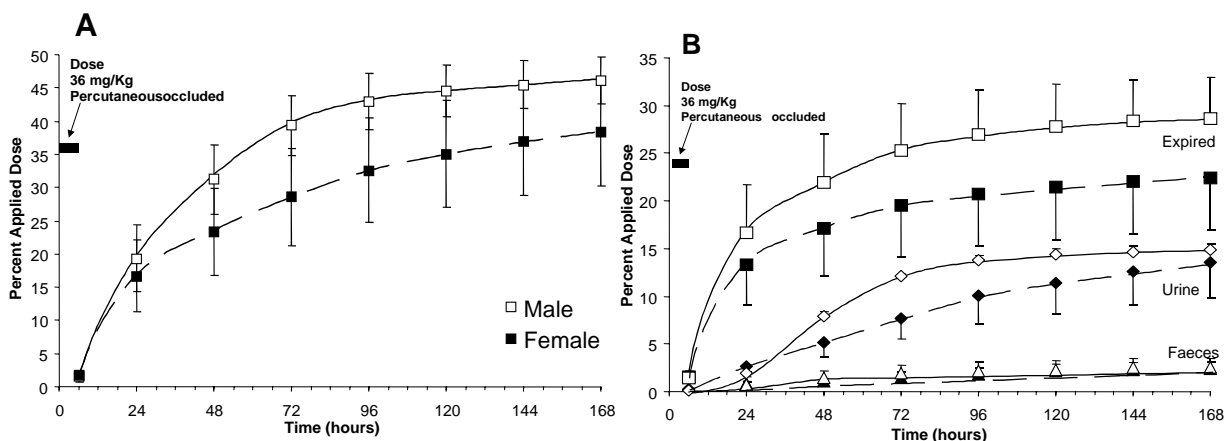 A
Percent Applied Dose
50
45
40
35
30
25
20
15
10
5
0
Dose
36 mg/Kg
Percutaneousoccluded
Male
Female
0 24 48 72 96 120 144 168
Time (hours)
B
Percent Applied Dose
35
30
25
20
15
10
5
0
Dose
36 mg/Kg
Percutaneous occluded
Expired
Urine
Faeces
0 24 48 72 96 120 144 168
Time (hours)